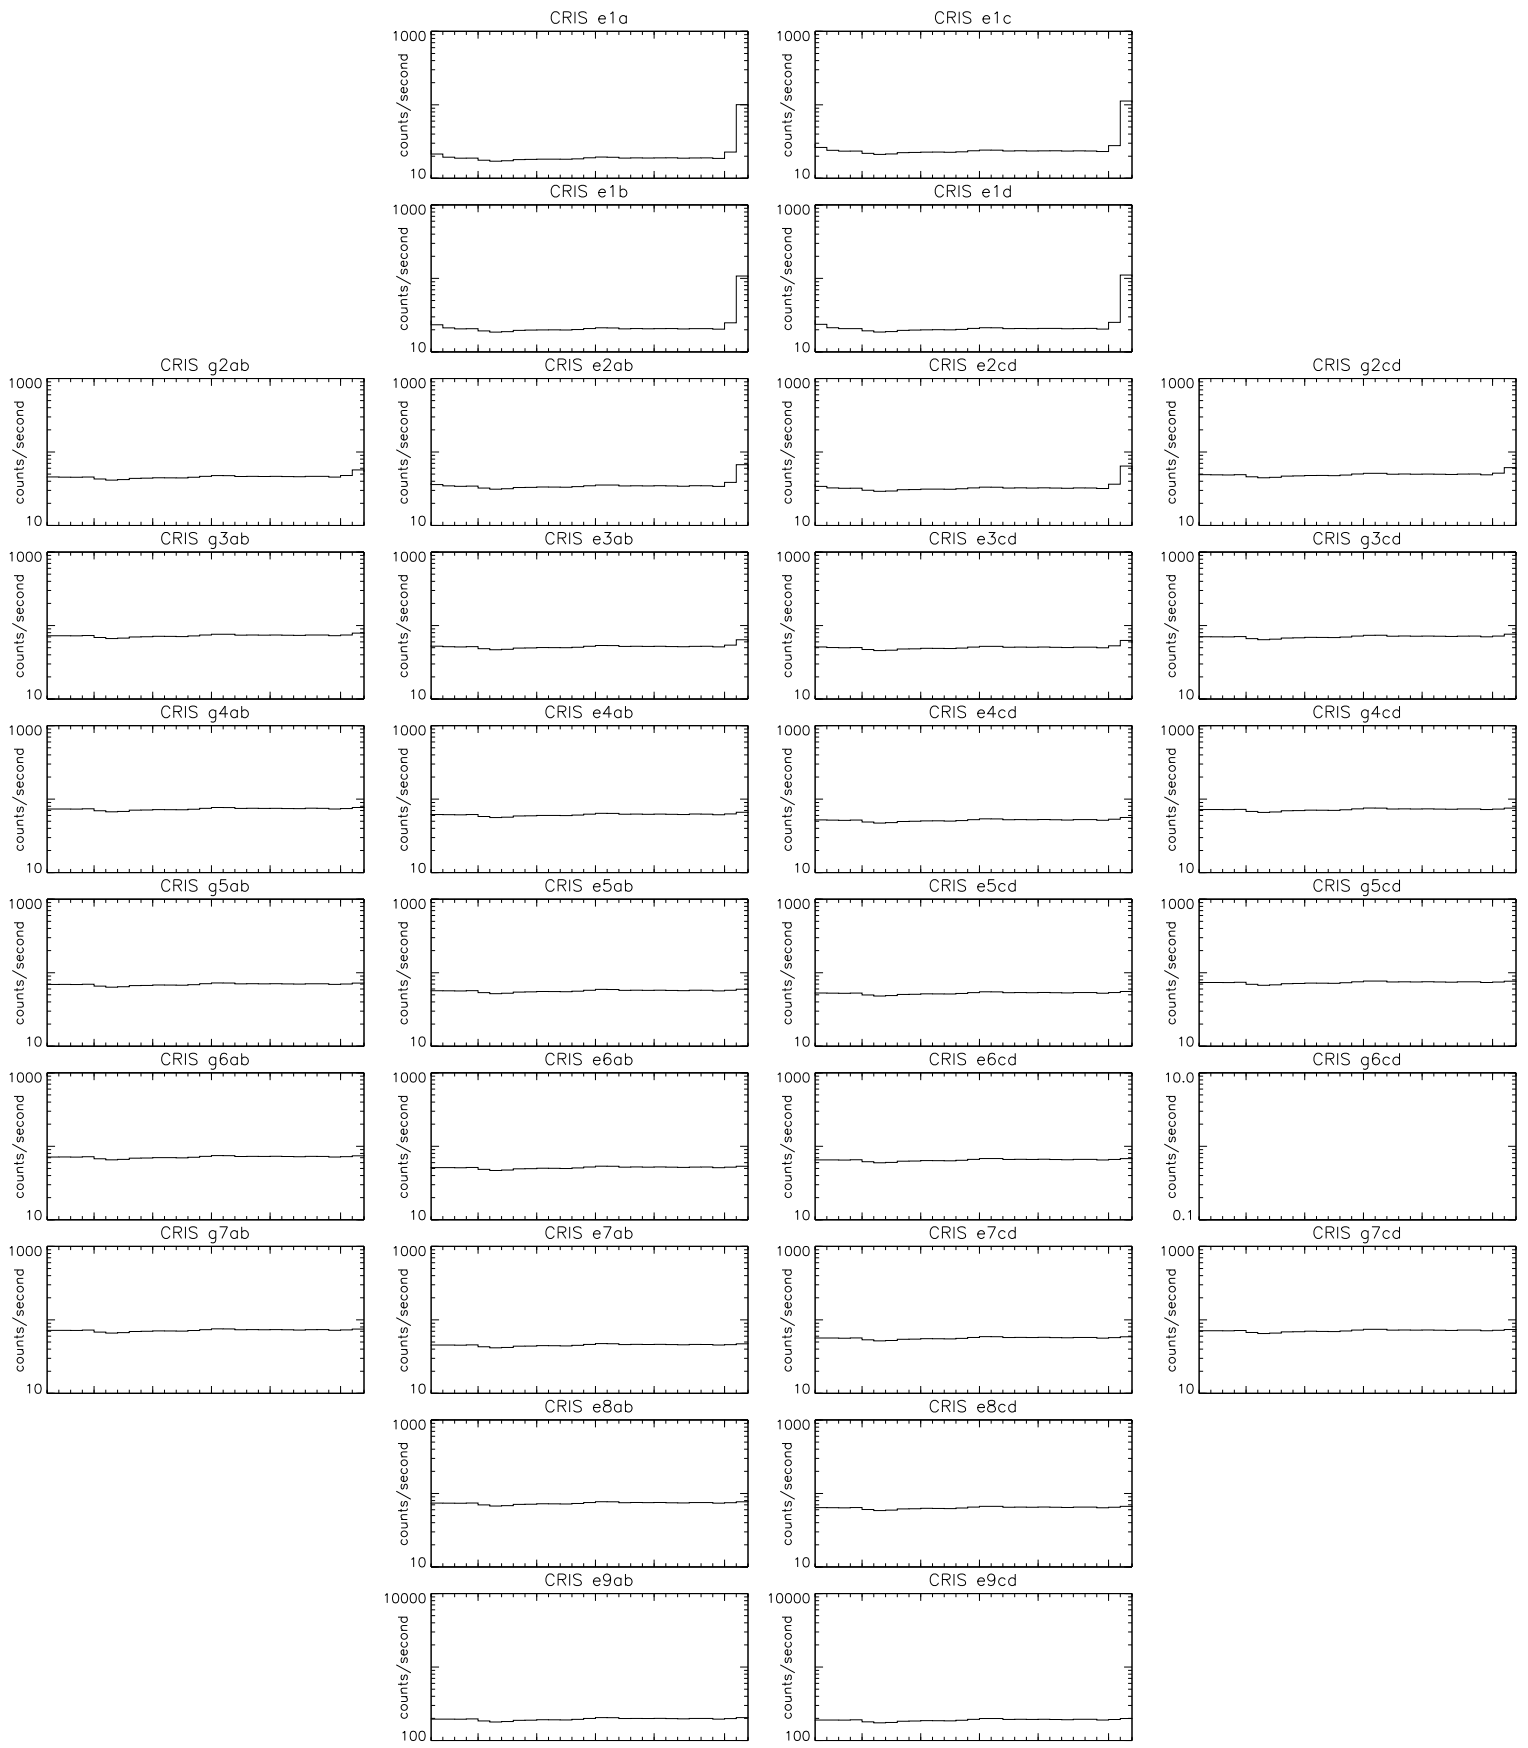 CRIS e1a
CRIS e1c
1000
counts/second
10
1000
counts/second
10
CRIS e1b
CRIS e1d
1000
counts/second
10
1000
counts/second
10
CRIS g2ab
CRIS e2ab
CRIS e2cd
CRIS g2cd
1000
counts/second
10
1000
counts/second
10
1000
counts/second
10
1000
counts/second
10
CRIS g3ab
CRIS e3ab
CRIS e3cd
CRIS g3cd
1000
counts/second
10
1000
counts/second
10
1000
counts/second
10
1000
counts/second
10
CRIS g4ab
CRIS e4ab
CRIS e4cd
CRIS g4cd
1000
counts/second
10
1000
counts/second
10
1000
counts/second
10
1000
counts/second
10
CRIS g5ab
CRIS e5ab
CRIS e5cd
CRIS g5cd
1000
counts/second
10
1000
counts/second
10
1000
counts/second
10
1000
counts/second
10
CRIS g6ab
CRIS e6ab
CRIS e6cd
CRIS g6cd
1000
counts/second
10
1000
counts/second
10
1000
counts/second
10
10.0
counts/second
0.1
CRIS g7ab
CRIS e7ab
CRIS e7cd
CRIS g7cd
1000
counts/second
10
1000
counts/second
10
1000
counts/second
10
1000
counts/second
10
CRIS e8ab
CRIS e8cd
1000
counts/second
10
1000
counts/second
10
CRIS e9ab
CRIS e9cd
10000
counts/second
100
10000
counts/second
100